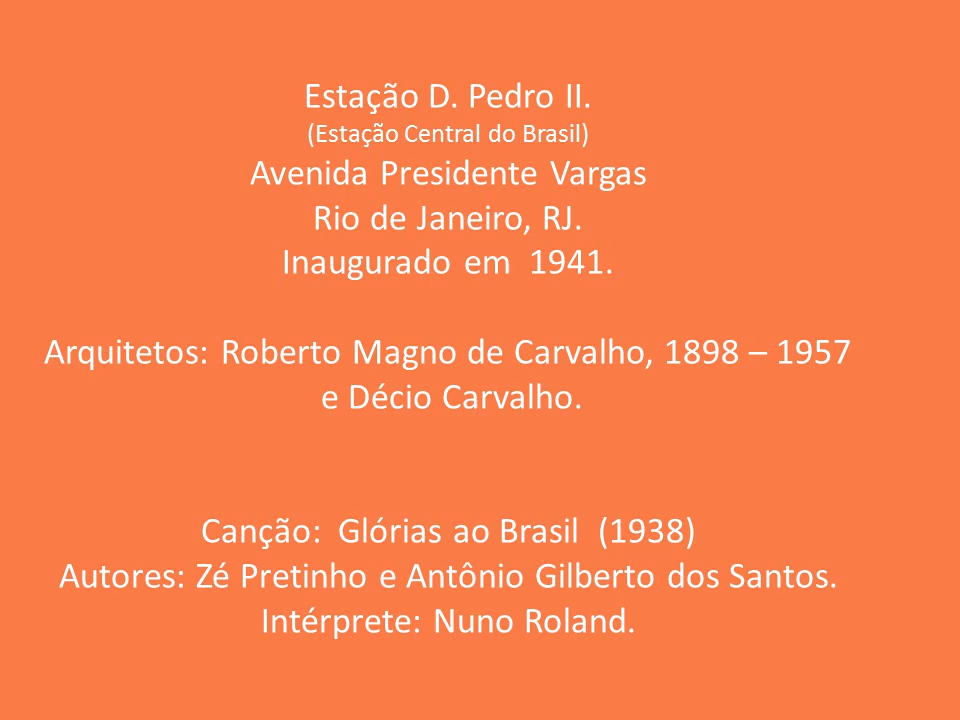 Estação D. Pedro II.
(Estação Central do Brasil)
Avenida Presidente Vargas
Rio de Janeiro, RJ.
Inaugurado em  1941.
Arquitetos: Roberto Magno de Carvalho, 1898 – 1957
e Décio Carvalho.
Canção:  Glórias ao Brasil  (1938)
Autores: Zé Pretinho e Antônio Gilberto dos Santos.
Intérprete: Nuno Roland.